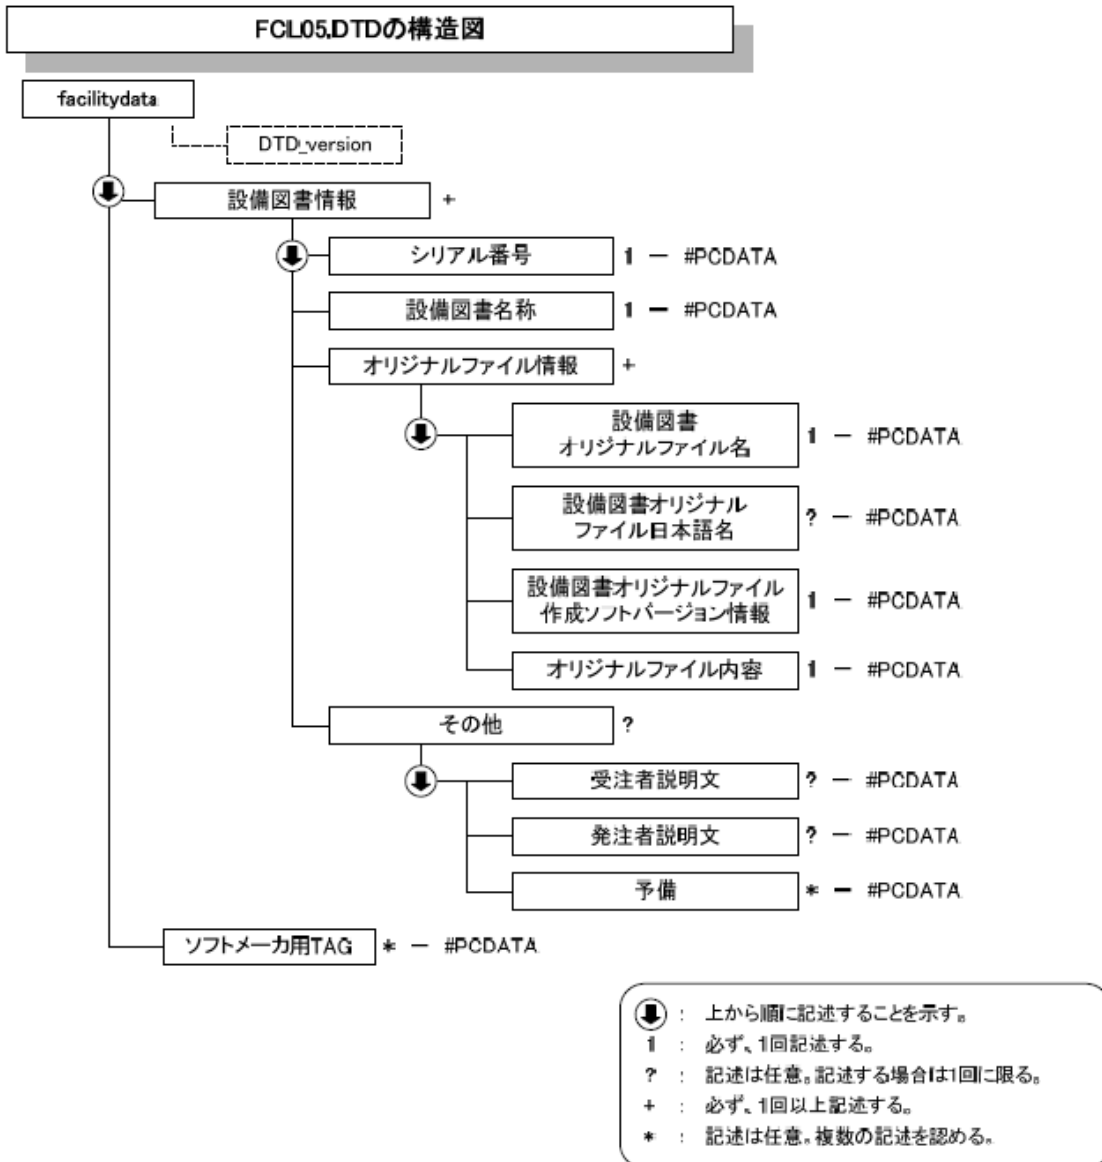 FCL05.DTDの構造図
facilitydata
DTD_version
設備図書情報 +
シリアル番号 1 － #PCDATA
設備図書名称 1 － #PCDATA
オリジナルファイル情報 +
設備図書
オリジナルファイル名 1 － #PCDATA
設備図書オリジナル
ファイル日本語名 ? － #PCDATA
設備図書オリジナルファイル
作成ソフトバージョン情報 1 － #PCDATA
オリジナルファイル内容 1 － #PCDATA
その他 ?
受注者説明文 ? － #PCDATA
発注者説明文 ? － #PCDATA
予備 * － #PCDATA
ソフトメーカ用TAG * － #PCDATA
： 上から順に記述することを示す。
1 ： 必ず、1回記述する。
? ： 記述は任意。記述する場合は1回に限る。
+ ： 必ず、1回以上記述する。
* ： 記述は任意。複数の記述を認める。